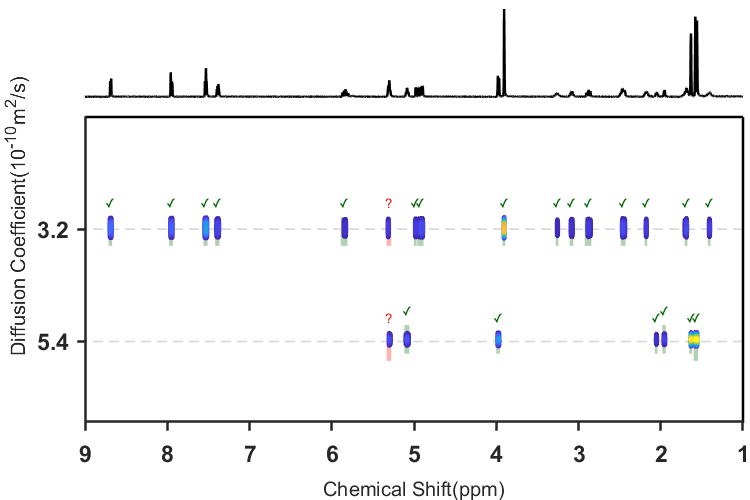 ✓ ✓ ✓ ✓ ✓ ? ✓ ✓ ✓ ✓ ✓ ✓ ✓ ✓ ✓ ✓
3.2
? ✓ ✓ ✓ ✓ ✓ ✓
5.4
Diffusion Coefficient(10⁻¹⁰m²/s)
9 8 7 6 5 4 3 2 1
Chemical Shift(ppm)